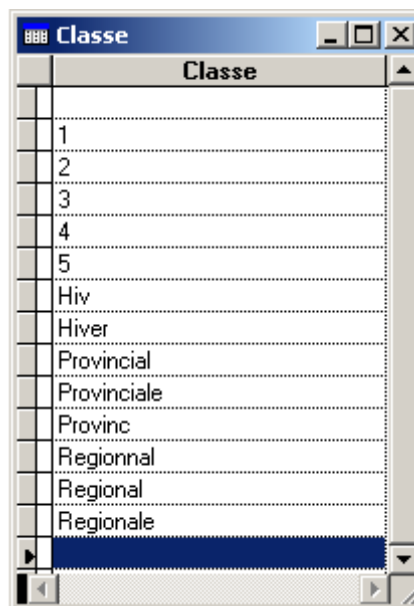 Classe
Classe
1
2
3
4
5
Hiv
Hiver
Provincial
Provinciale
Provinc
Regionnal
Regional
Regionale